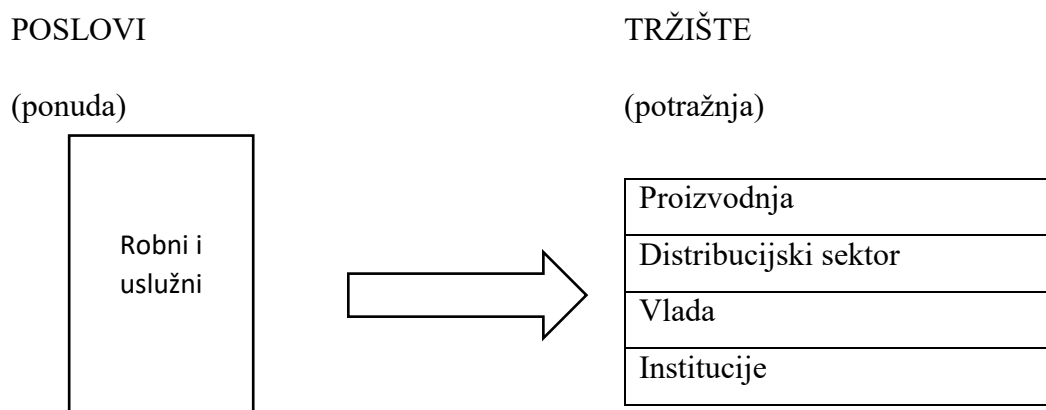 POSLOVI
(ponuda)
Robni i
uslužni
TRŽIŠTE
(potražnja)
Proizvodnja
Distribucijski sektor
Vlada
Institucije